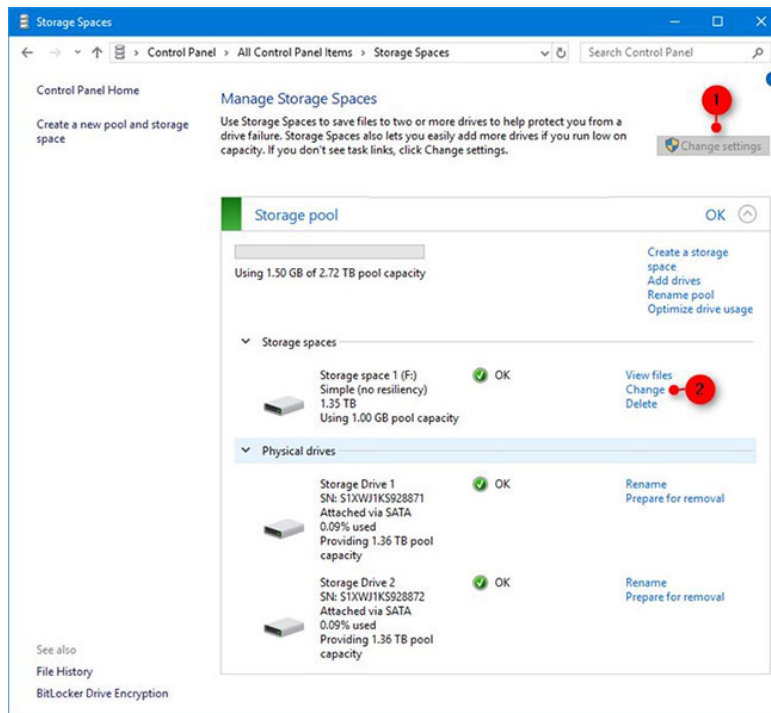 Storage Spaces
Control Panel > All Control Panel Items > Storage Spaces
Search Control Panel
Control Panel Home
Create a new pool and storage
space
Manage Storage Spaces
Use Storage Spaces to save files to two or more drives to help protect you from a
drive failure. Storage Spaces also lets you easily add more drives if you run low on
capacity. If you don't see task links, click Change settings.
1
Change settings
Storage pool
OK
Using 1.50 GB of 2.72 TB pool capacity
Create a storage
space
Add drives
Rename pool
Optimize drive usage
Storage spaces
Storage space 1 (F:)
Simple (no resiliency)
1.35 TB
Using 1.00 GB pool capacity
OK
View files
Change
2
Delete
Physical drives
Storage Drive 1
SN: S1XWJ1KS928871
Attached via SATA
0.09% used
Providing 1.36 TB pool
capacity
OK
Rename
Prepare for removal
Storage Drive 2
SN: S1XWJ1KS928872
Attached via SATA
0.09% used
Providing 1.36 TB pool
capacity
OK
Rename
Prepare for removal
See also
File History
BitLocker Drive Encryption